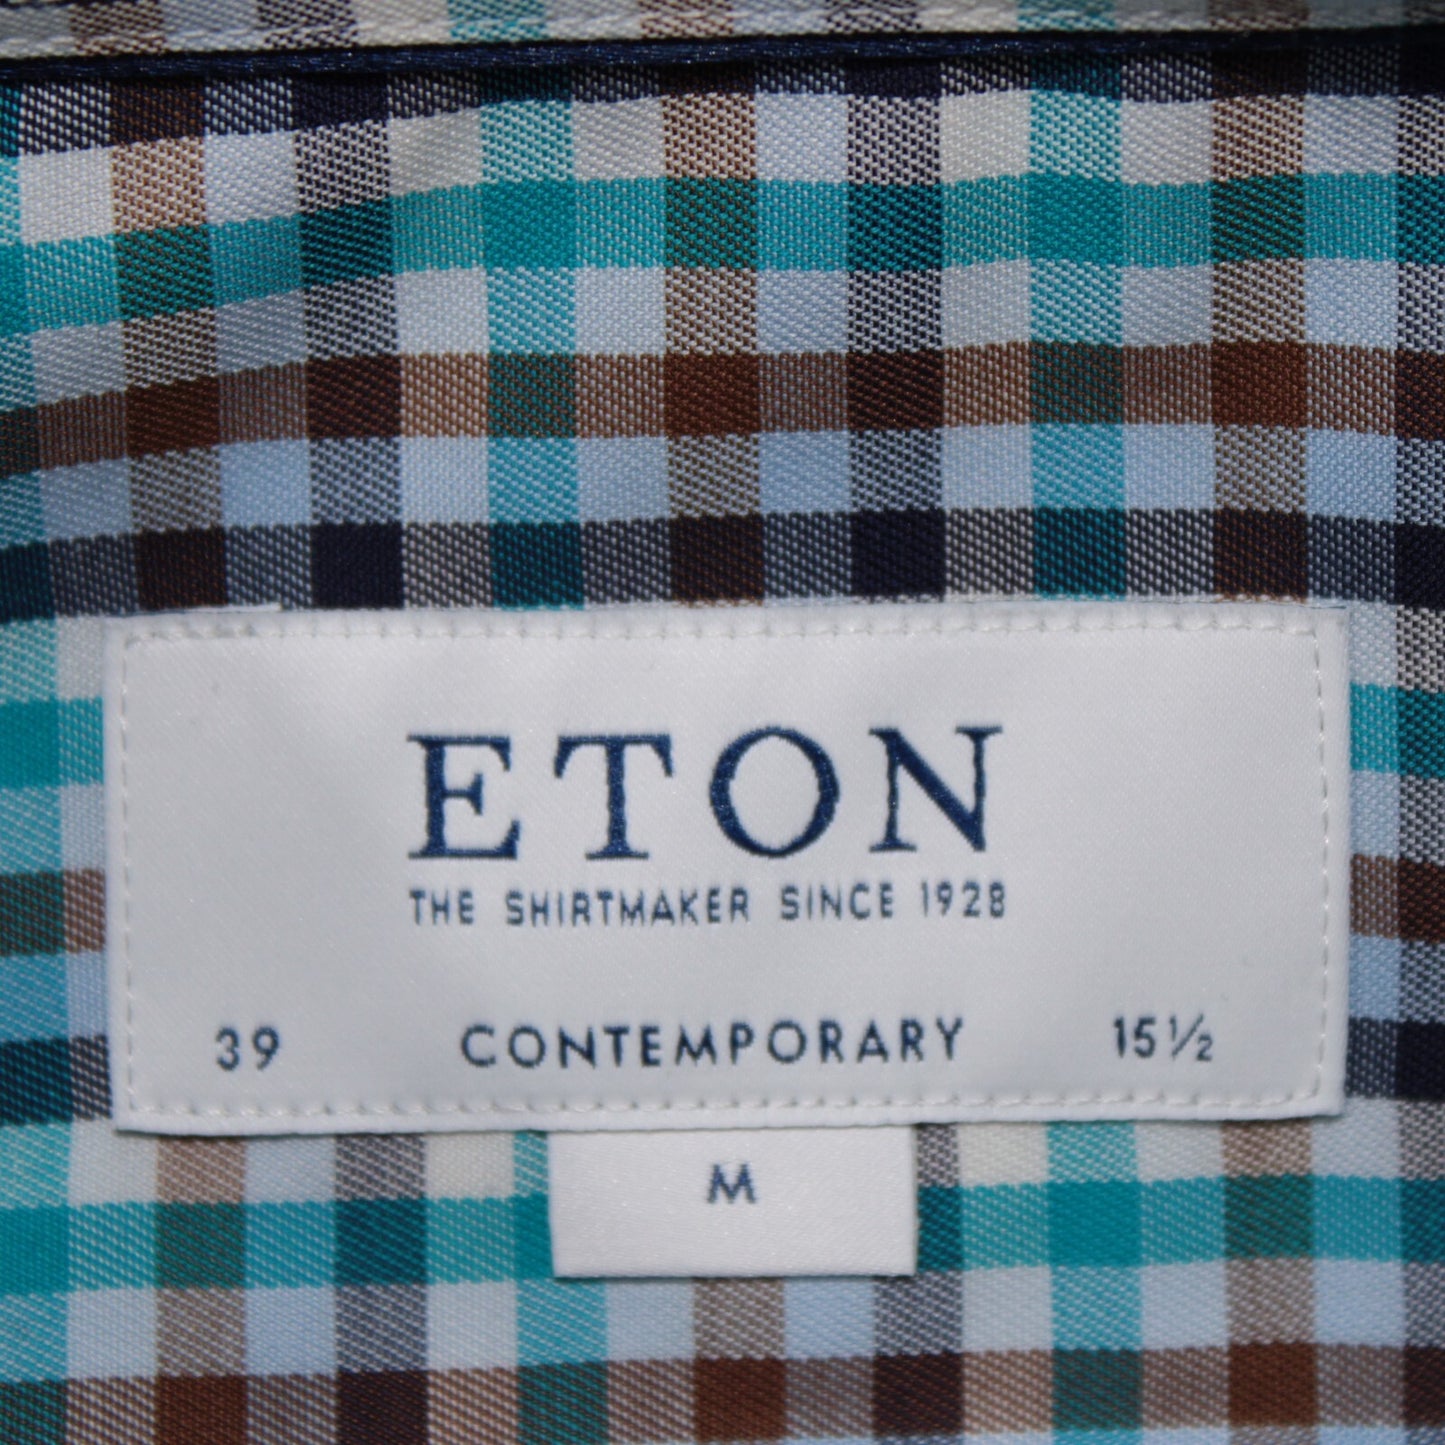 ETON
THE SHIRTMAKER SINCE 1928
39 CONTEMPORARY 15½
M